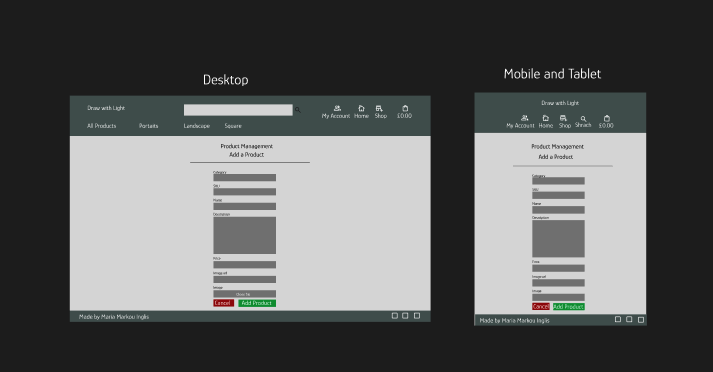 Desktop
Draw with Light
My Account Home Shop £0.00
All Products Portaits Landscape Square
Product Management
Add a Product
Category
SKU
Name
Description
Price
Image url
Image
Cancel Add Product
Made by Maria Markou Inglis
Mobile and Tablet
Draw with Light
My Account Home Shop Shrach £0.00
Product Management
Add a Product
Category
SKU
Name
Description
Price
Image url
Image
Cancel Add Product
Made by Maria Markou Inglis